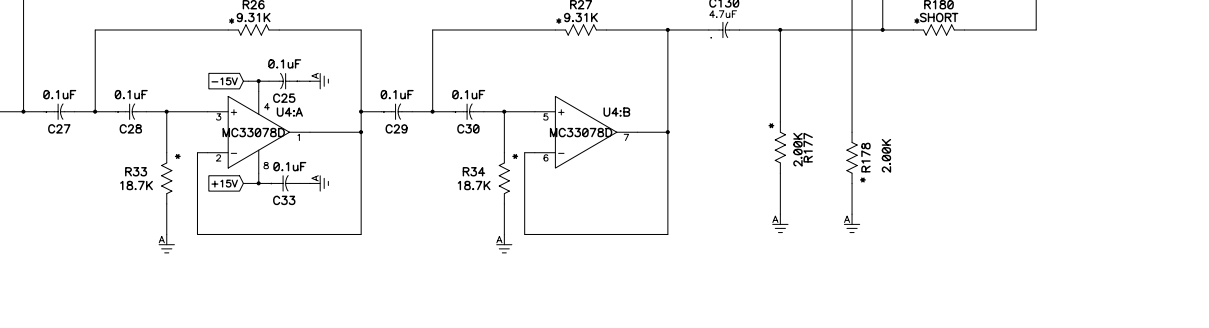 R26
*9.31K
R27
*9.31K
C130
4.7uF
R180
*SHORT
0.1uF
-15V
A
C25
0.1uF
0.1uF
4
U4:A
0.1uF
0.1uF
U4:B
3
+
5
+
C27
C28
MC33078D
1
C29
C30
MC33078D
7
*
2
-
8
0.1uF
*
6
-
*
2.00K
R177
R178
2.00K
*
R33
18.7K
+15V
A
C33
R34
18.7K
A
A
A
A